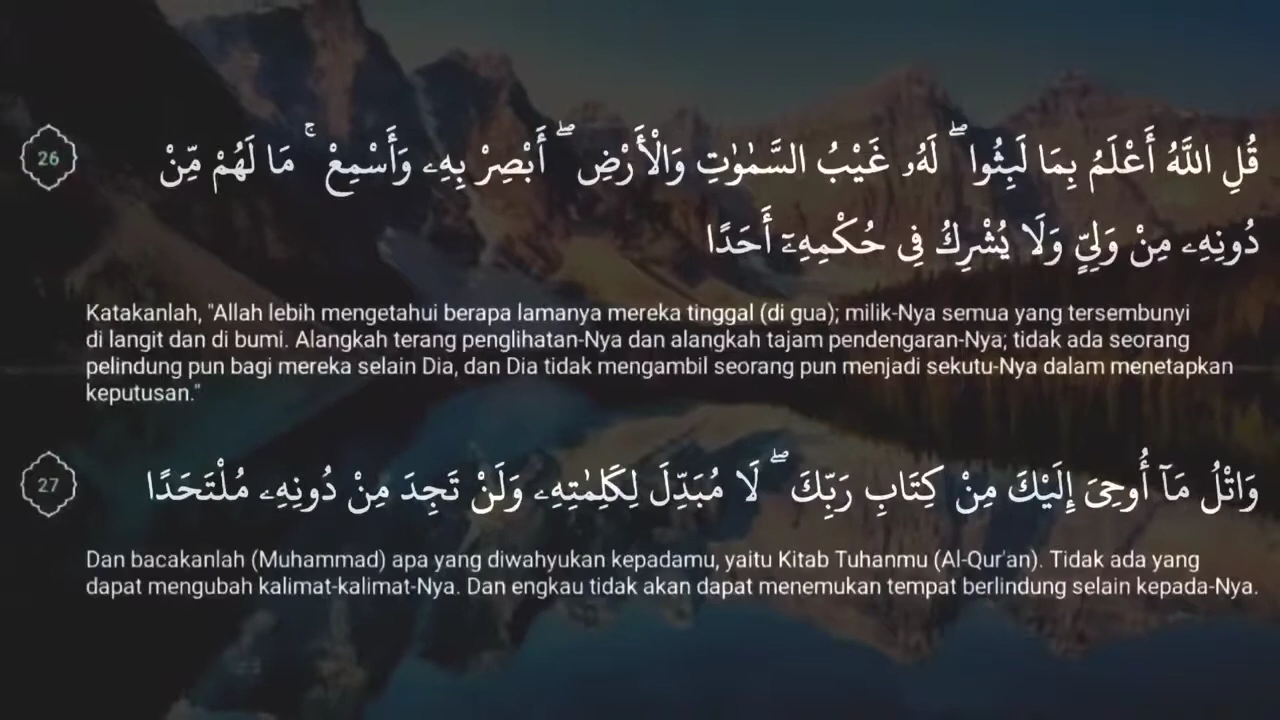 26
قُلِ اللَّهُ أَعْلَمُ بِمَا لَبِثُوا ۖ لَهُۥ غَيْبُ السَّمٰوٰتِ وَالْأَرْضِ ۖ أَبْصِرْ بِهِۦ وَأَسْمِعْ ۚ مَا لَهُمْ مِّنْ
دُونِهِۦ مِنْ وَلِيٍّ وَلَا يُشْرِكُ فِى حُكْمِهِۦٓ أَحَدًا
Katakanlah, "Allah lebih mengetahui berapa lamanya mereka tinggal (di gua); milik-Nya semua yang tersembunyi
di langit dan di bumi. Alangkah terang penglihatan-Nya dan alangkah tajam pendengaran-Nya; tidak ada seorang
pelindung pun bagi mereka selain Dia, dan Dia tidak mengambil seorang pun menjadi sekutu-Nya dalam menetapkan
keputusan."
27
وَاتْلُ مَآ أُوحِىَ إِلَيْكَ مِنْ كِتَابِ رَبِّكَ ۖ لَا مُبَدِّلَ لِكَلِمٰتِهِۦ وَلَنْ تَجِدَ مِنْ دُونِهِۦ مُلْتَحَدًا
Dan bacakanlah (Muhammad) apa yang diwahyukan kepadamu, yaitu Kitab Tuhanmu (Al-Qur'an). Tidak ada yang
dapat mengubah kalimat-kalimat-Nya. Dan engkau tidak akan dapat menemukan tempat berlindung selain kepada-Nya.